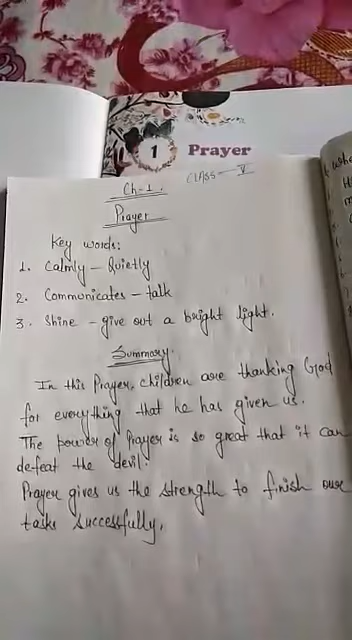 1 Prayer
CLASS - V
Ch-1.
Prayer
Key words:
1. Calmly - Quietly
2. Communicates - talk
3. Shine - give out a bright light.
Summary
In this Prayer, children are thanking God
for everything that he has given us.
The power of Prayer is so great that it can
defeat the devil.
Prayer gives us the strength to finish our
tasks successfully.